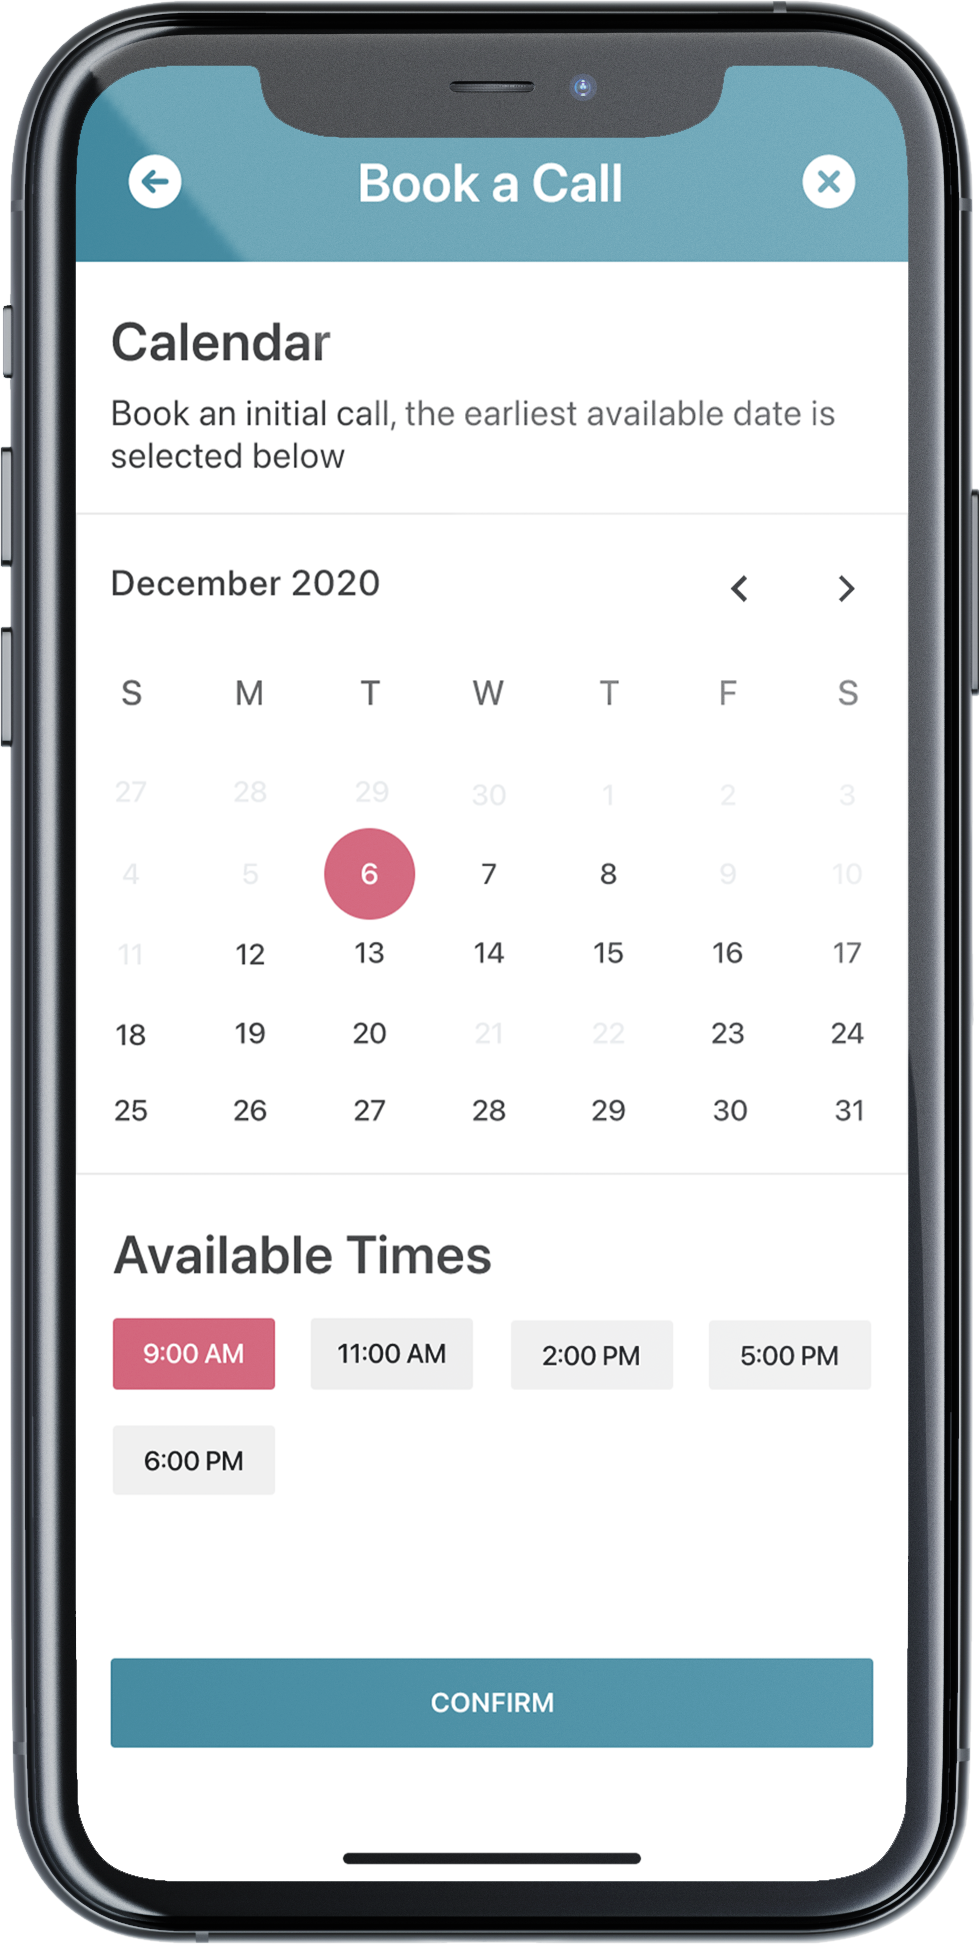 Book a Call
Calendar
Book an initial call, the earliest available date is
selected below
December 2020
S M T W T F S
27 28 29 30 1 2 3
4 5 6 7 8 9 10
11 12 13 14 15 16 17
18 19 20 21 22 23 24
25 26 27 28 29 30 31
Available Times
9:00 AM 11:00 AM 2:00 PM 5:00 PM
6:00 PM
CONFIRM